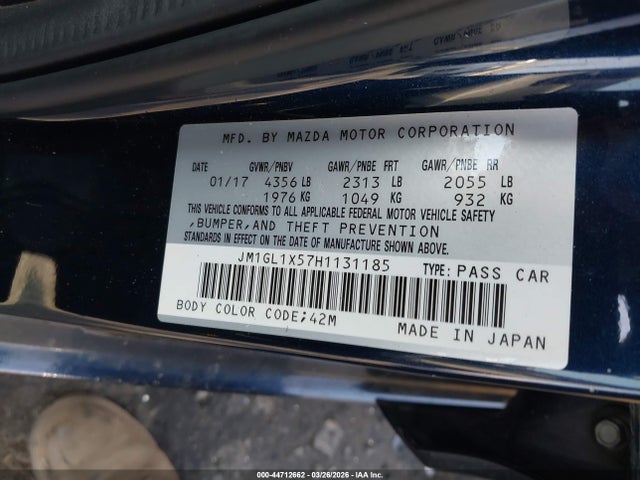 MFD. BY MAZDA MOTOR CORPORATION
DATE GVWR/PNBV GAWR/PNBE FRT GAWR/PNBE RR
01/17 4356 LB 2313 LB 2055 LB
1976 KG 1049 KG 932 KG
THIS VEHICLE CONFORMS TO ALL APPLICABLE FEDERAL MOTOR VEHICLE SAFETY
,BUMPER,AND THEFT PREVENTION
STANDARDS IN EFFECT ON THE DATE OF MANUFACTURE SHOWN ABOVE.
JM1GL1X57H1131185 TYPE: PASS CAR
BODY COLOR CODE;42M
MADE IN JAPAN
000-44712662 - 03/26/2026 - IAAI.com